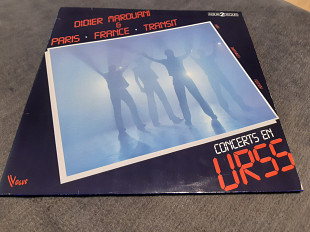 DIDIER MAROUANI
&
PARIS · FRANCE · TRANSIT
CONCERTS EN
URSS
VOGUE